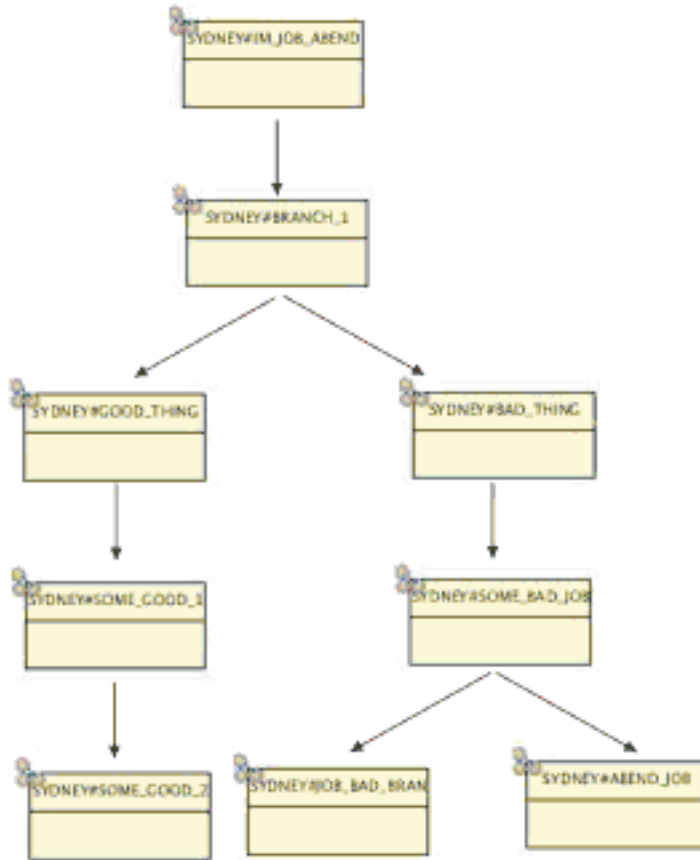 SYDNEY#IM_JOB_ABEND
SYDNEY#BRANCH_1
SYDNEY#GOOD_THING
SYDNEY#BAD_THING
SYDNEY#SOME_GOOD_1
SYDNEY#SOME_BAD_JOB
SYDNEY#SOME_GOOD_2
SYDNEY#JOB_BAD_BRAN
SYDNEY#ABEND_JOB